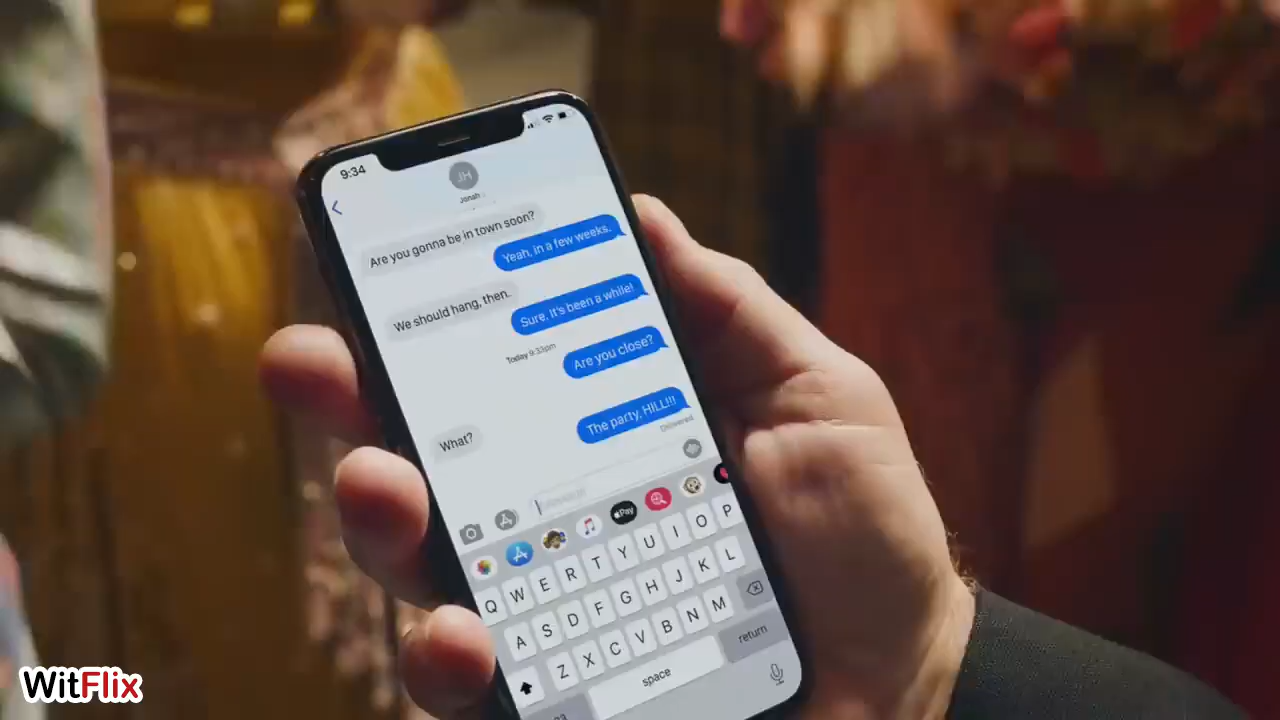 9:34
JH
Jonah
Are you gonna be in town soon?
Yeah, in a few weeks.
We should hang, then.
Sure. It's been a while!
Today 9:33pm
Are you close?
The party, HILL!!!
Delivered
What?
Pay
Q W E R T Y U I O P
A S D F G H J K L
Z X C V B N M
space
return
WitFlix